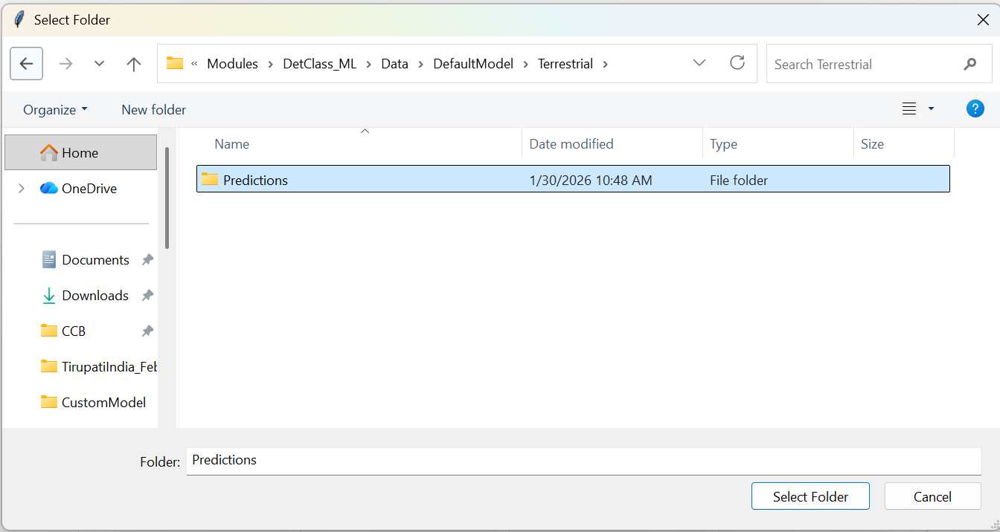 Select Folder
« Modules > DetClass_ML > Data > DefaultModel > Terrestrial >
Search Terrestrial
Organize
New folder
?
Name
Date modified
Type
Size
Home
OneDrive
Documents
Downloads
CCB
TirupatiIndia_Feb
CustomModel
Predictions
1/30/2026 10:48 AM
File folder
Folder:
Predictions
Select Folder
Cancel